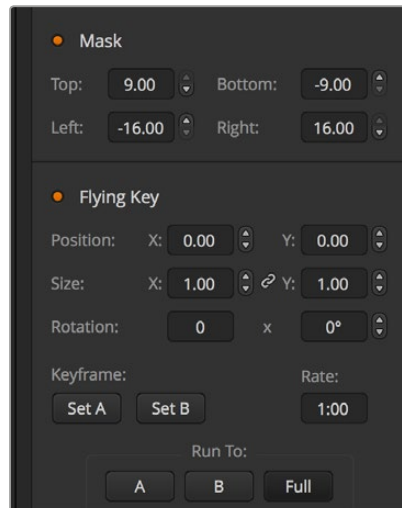 Mask
Top: 9.00 Bottom: -9.00
Left: -16.00 Right: 16.00
Flying Key
Position: X: 0.00 Y: 0.00
Size: X: 1.00 Y: 1.00
Rotation: 0 x 0°
Keyframe: Rate:
Set A Set B 1:00
Run To:
A B Full